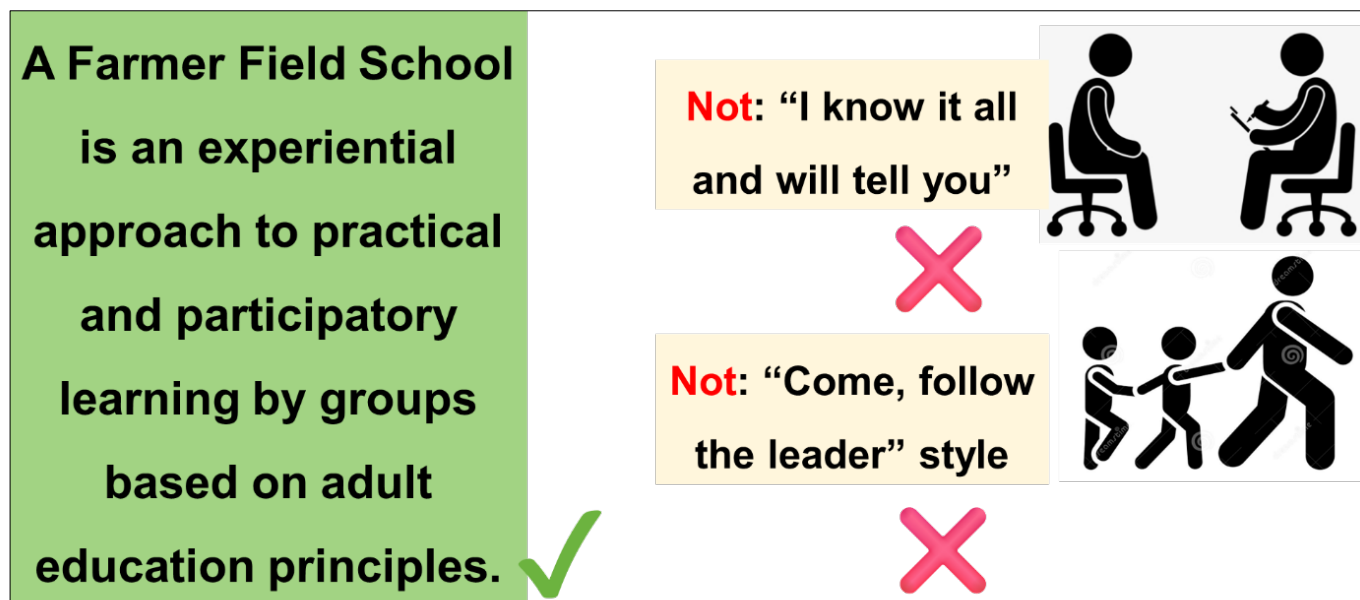 A Farmer Field School
is an experiential
approach to practical
and participatory
learning by groups
based on adult
education principles.
Not: “I know it all
and will tell you”
Not: “Come, follow
the leader” style